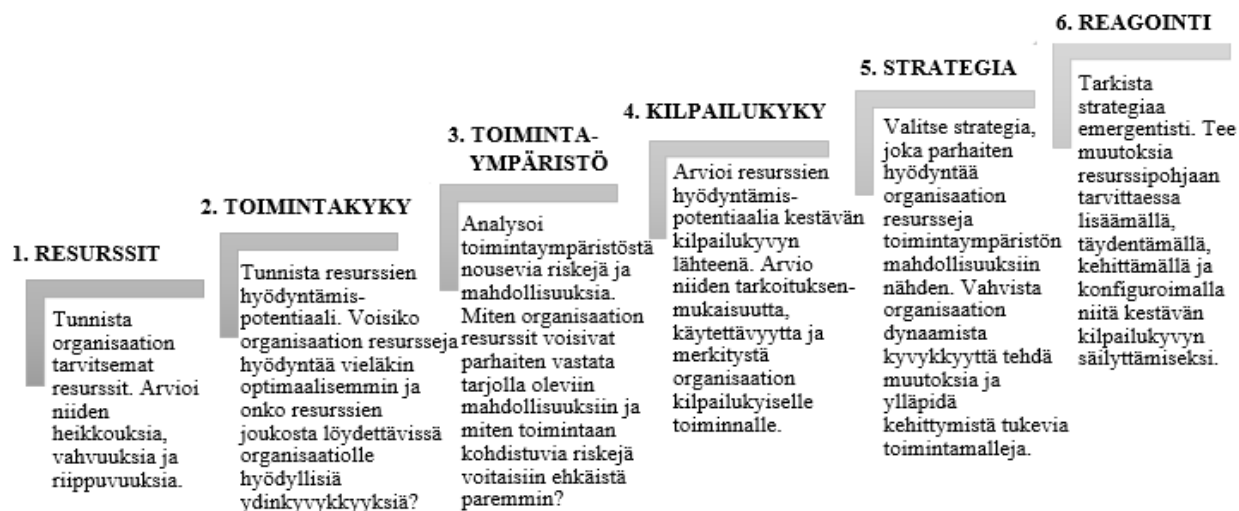 1. RESURSSIT
Tunnista
organisaation
tarvitsemat
resurssit. Arvioi
niiden
heikkouksia,
vahvuuksia ja
riippuvuuksia.
2. TOIMINTAKYKY
Tunnista resurssien
hyödyntämis-
potentiaali. Voisiko
organisaation resursseja
hyödyntää vieläkin
optimaalisemmin ja
onko resurssien
joukosta löydettävissä
organisaatiolle
hyödyllisiä
ydinkyvykkyyksiä?
3. TOIMINTA-
YMPÄRISTÖ
Analysoi
toimintaympäristöstä
nousevia riskejä ja
mahdollisuuksia.
Miten organisaation
resurssit voisivat
parhaiten vastata
tarjolla oleviin
mahdollisuuksiin ja
miten toimintaan
kohdistuvia riskejä
voitaisiin ehkäistä
paremmin?
4. KILPAILUKYKY
Arvioi resurssien
hyödyntämis-
potentiaalia kestävän
kilpailukyvyn
lähteenä. Arvio
niiden tarkoituksen-
mukaisuutta,
käytettävyyttä ja
merkitystä
organisaation
kilpailukyiselle
toiminnalle.
5. STRATEGIA
Valitse strategia,
joka parhaiten
hyödyntää
organisaation
resursseja
toimintaympäristön
mahdollisuuksiin
nähden. Vahvista
organisaation
dynaamista
kyvykkyyttä tehdä
muutoksia ja
ylläpidä
kehittymistä tukevia
toimintamalleja.
6. REAGOINTI
Tarkista
strategiaa
emergentisti. Tee
muutoksia
resurssipohjaan
tarvittaessa
lisäämällä,
täydentämällä,
kehittämällä ja
konfiguroimalla
niitä kestävän
kilpailukyvyn
säilyttämiseksi.